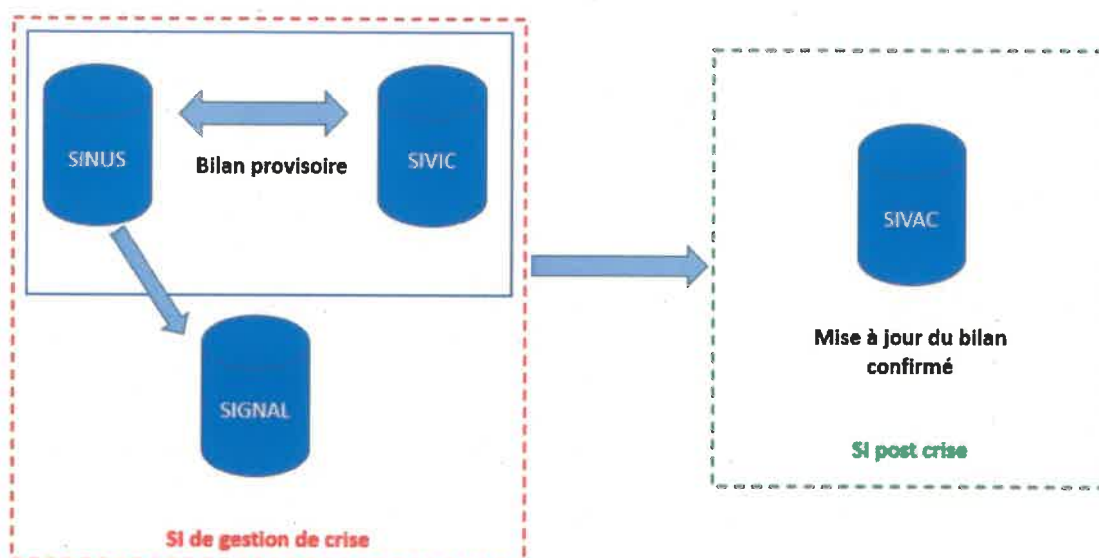 SINUS
Bilan provisoire
SIVIC
SIGNAL
SI de gestion de crise
SIVAC
Mise à jour du bilan
confirmé
SI post crise